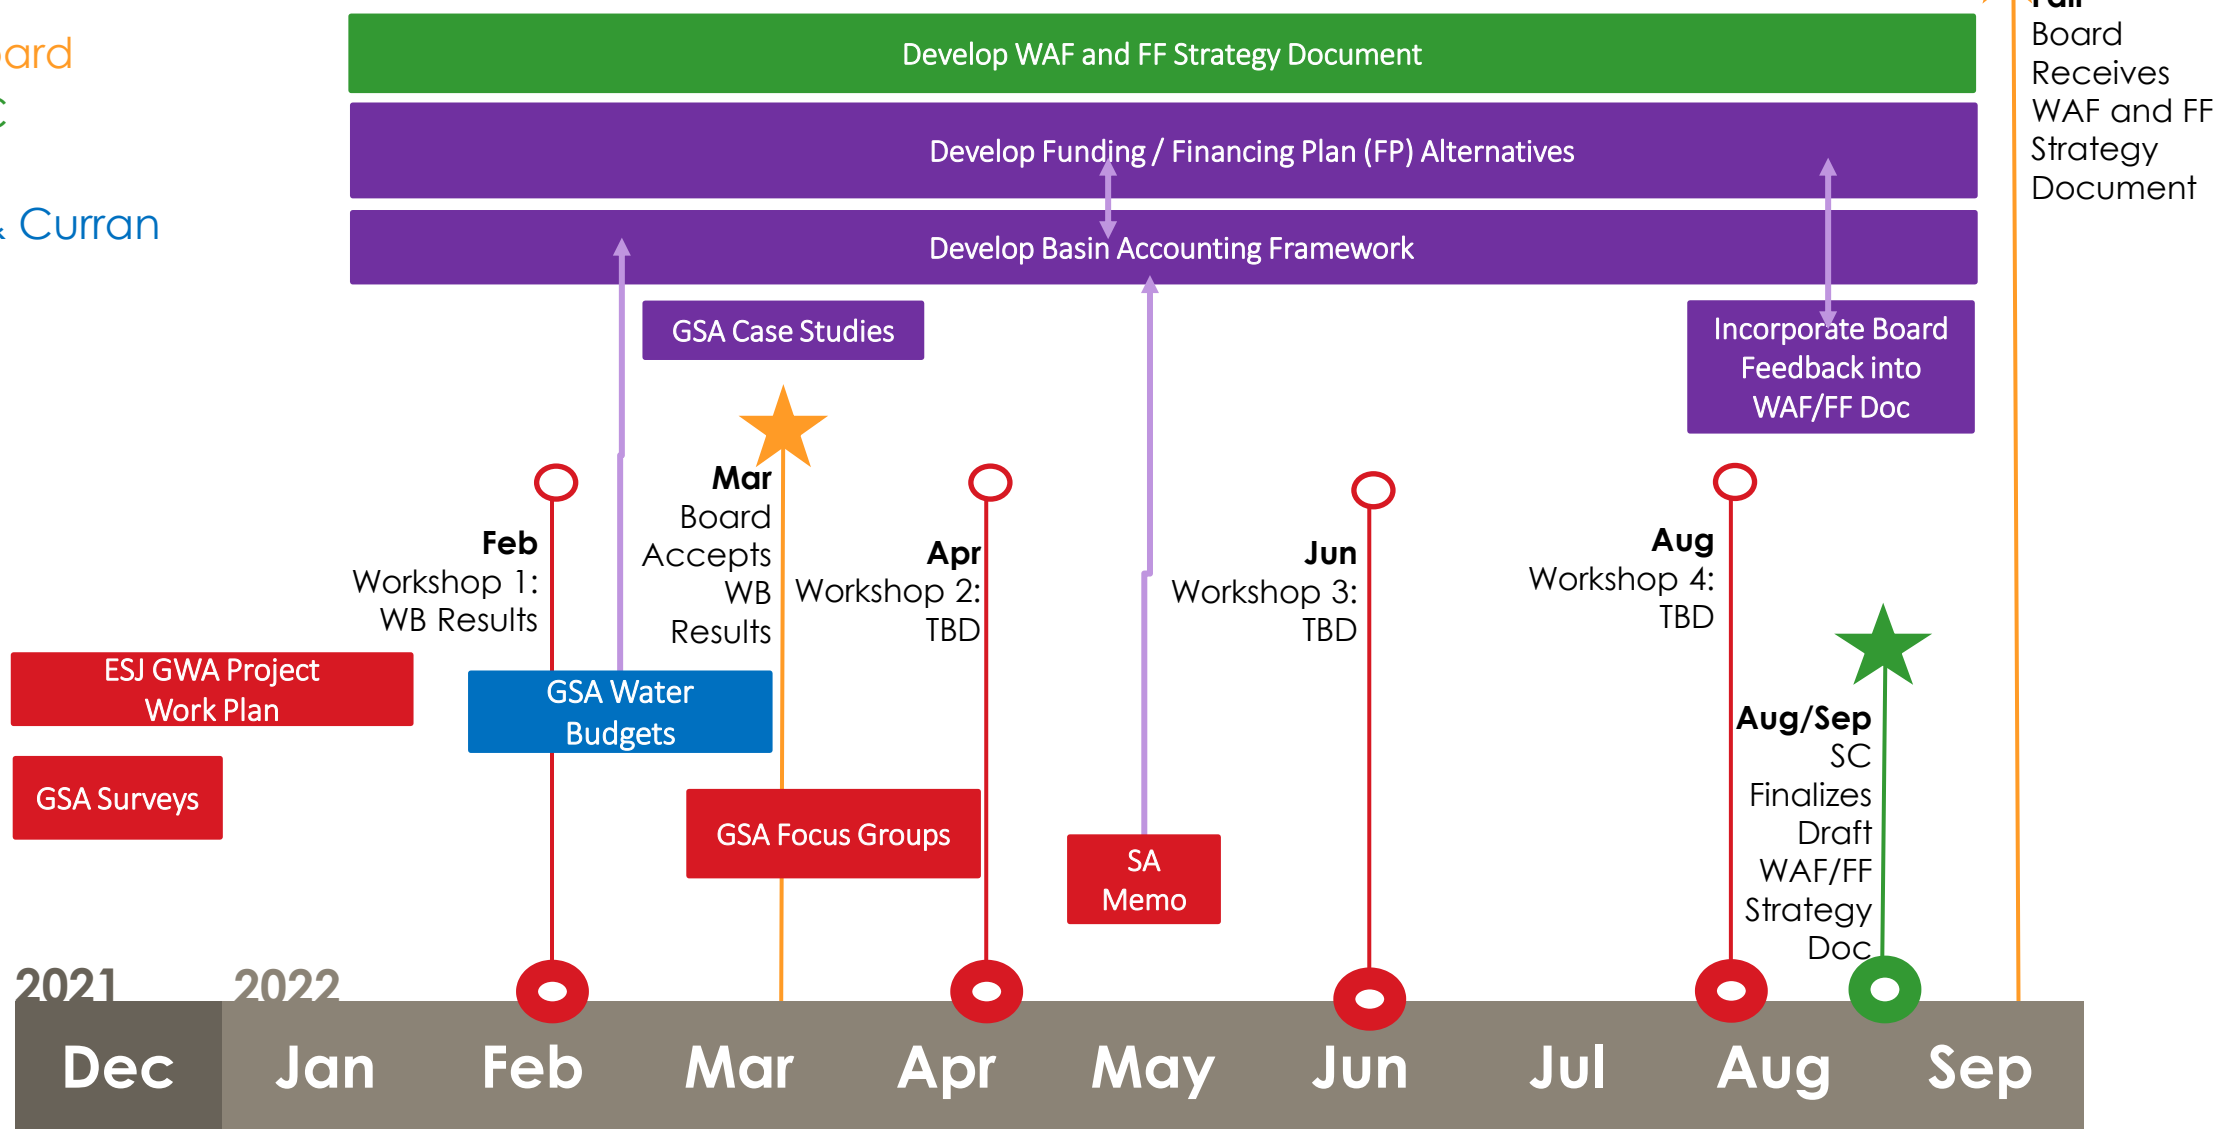 Develop WAF and FF Strategy Document
Develop Funding / Financing Plan (FP) Alternatives
& Curran
Develop Basin Accounting Framework
Fall
Board
Receives
WAF and FF
Strategy
Document
GSA Case Studies
Incorporate Board
Feedback into
WAF/FF Doc
Feb
Workshop 1:
WB Results
Mar
Board
Accepts
WB
Results
Apr
Workshop 2:
TBD
Jun
Workshop 3:
TBD
Aug
Workshop 4:
TBD
ESJ GWA Project
Work Plan
GSA Water
Budgets
GSA Surveys
GSA Focus Groups
SA
Memo
Aug/Sep
SC
Finalizes
Draft
WAF/FF
Strategy
Doc
2021
2022
Dec
Jan
Feb
Mar
Apr
May
Jun
Jul
Aug
Sep